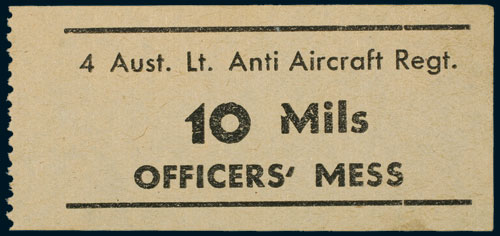 4 Aust. Lt. Anti Aircraft Regt.
10 Mils
OFFICERS' MESS